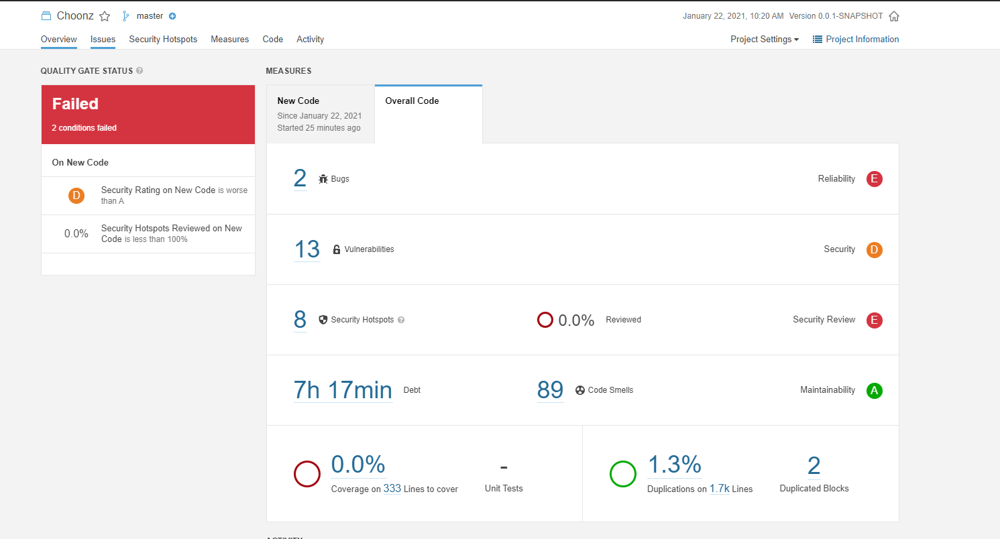 Choonz master
January 22, 2021, 10:20 AM Version 0.0.1-SNAPSHOT
Overview Issues Security Hotspots Measures Code Activity
Project Settings Project Information
QUALITY GATE STATUS ?
Failed
2 conditions failed
On New Code
D Security Rating on New Code is worse
than A
0.0% Security Hotspots Reviewed on New
Code is less than 100%
MEASURES
New Code
Since January 22, 2021
Started 25 minutes ago
Overall Code
2 Bugs Reliability E
13 Vulnerabilities Security D
8 Security Hotspots ? 0.0% Reviewed Security Review E
7h 17min Debt 89 Code Smells Maintainability A
0.0%
Coverage on 333 Lines to cover
-
Unit Tests
1.3%
Duplications on 1.7k Lines
2
Duplicated Blocks
ACTIVITY